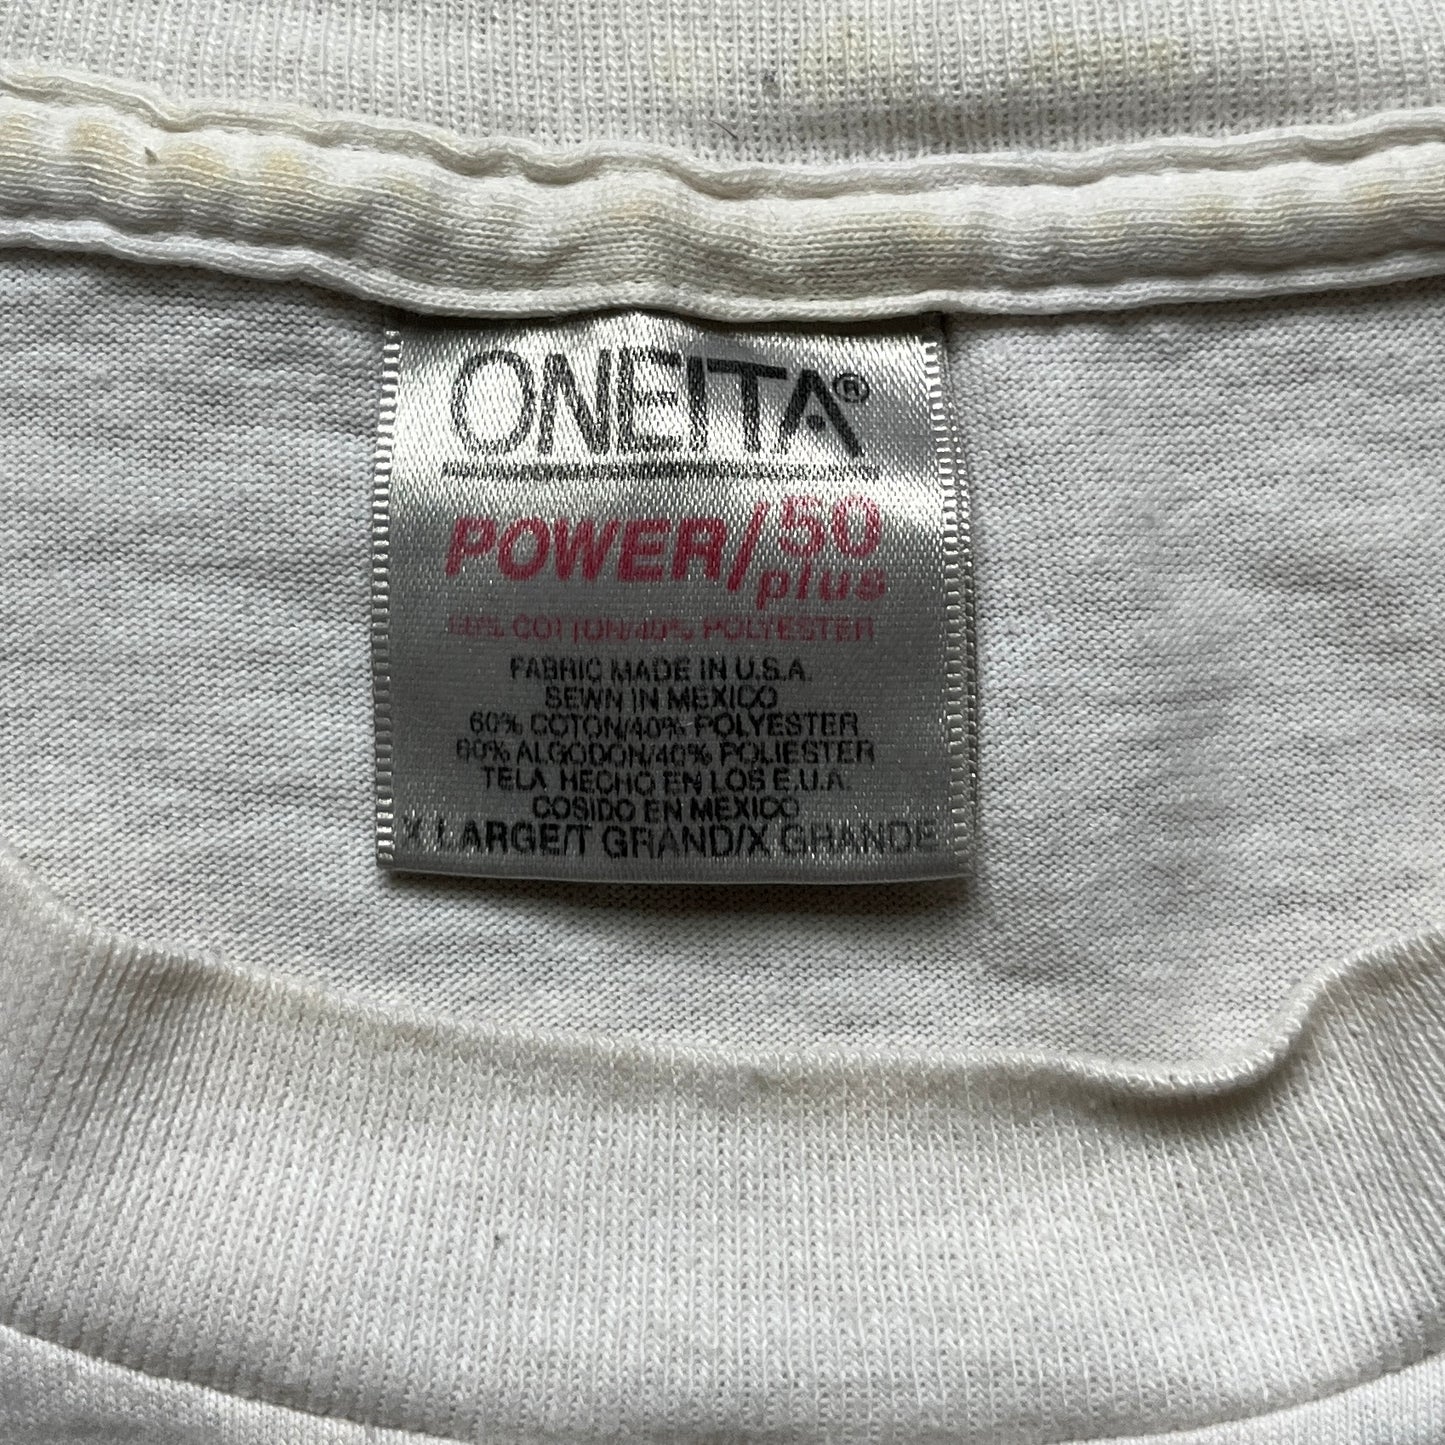 ONEITA®
POWER/50 plus
60% COTTON/40% POLYESTER
FABRIC MADE IN U.S.A.
SEWN IN MEXICO
60% COTON/40% POLYESTER
60% ALGODON/40% POLIESTER
TELA HECHO EN LOS E.U.A.
COSIDO EN MEXICO
X LARGE/T GRAND/X GRANDE